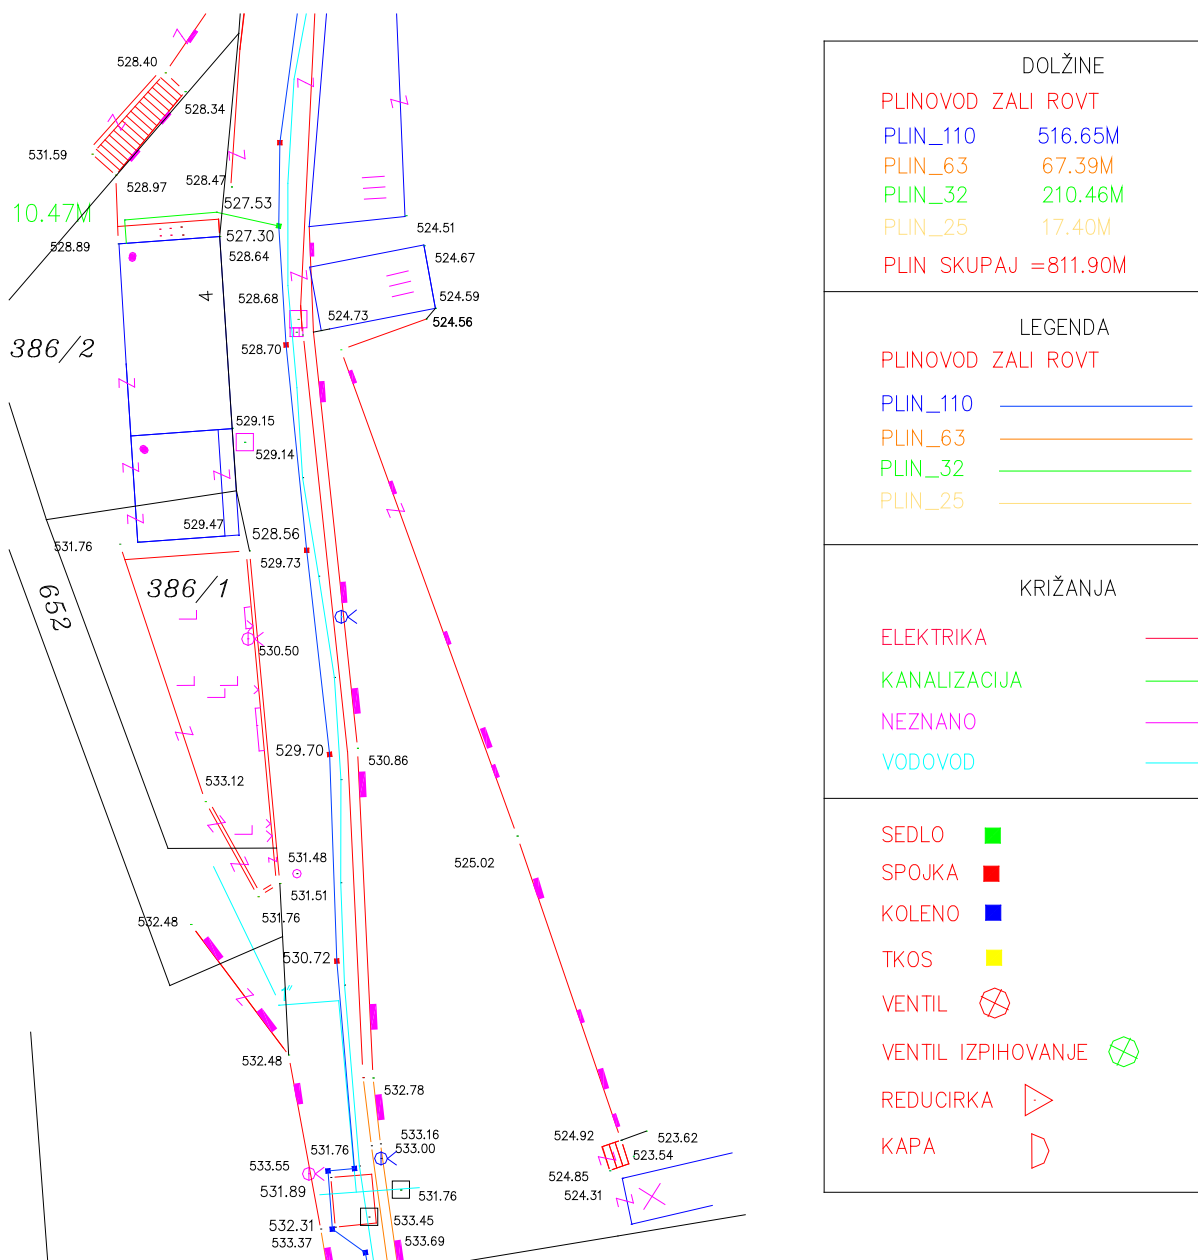 528.40
528.34
531.59
528.47
528.97
527.53
10.47M
524.51
527.30
528.89
528.64
524.67
4
528.68
524.59
524.73
524.56
386/2
528.70
529.15
529.14
529.47
528.56
531.76
529.73
386/1
652
530.50
529.70
530.86
533.12
531.48
525.02
531.51
531.76
532.48
530.72
532.48
532.78
533.16
531.76
533.00
524.92
523.62
523.54
533.55
524.85
531.89
531.76
524.31
532.31
533.45
533.37
533.69
DOLŽINE
PLINOVOD ZALI ROVT
PLIN_110 516.65M
PLIN_63 67.39M
PLIN_32 210.46M
PLIN_25 17.40M
PLIN SKUPAJ =811.90M
LEGENDA
PLINOVOD ZALI ROVT
PLIN_110
PLIN_63
PLIN_32
PLIN_25
KRIŽANJA
ELEKTRIKA
KANALIZACIJA
NEZNANO
VODOVOD
SEDLO
SPOJKA
KOLENO
TKOS
VENTIL
VENTIL IZPIHOVANJE
REDUCIRKA
KAPA